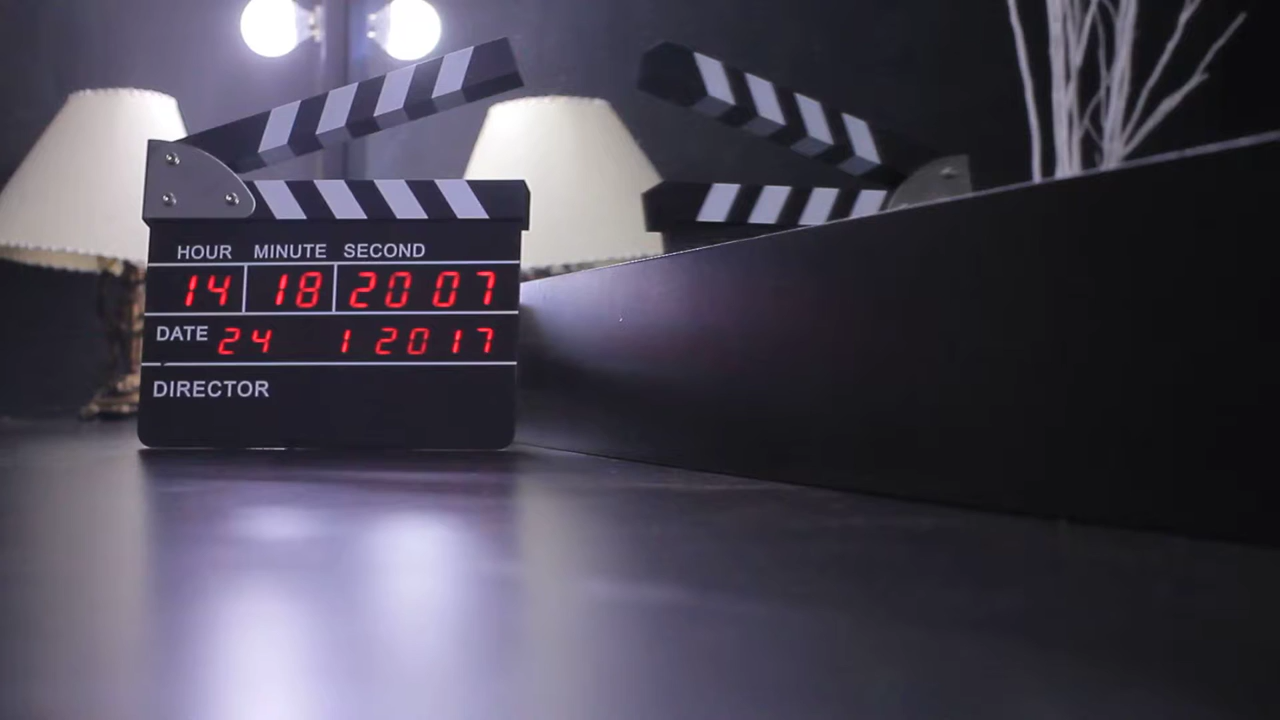 HOUR MINUTE SECOND
14 18 20 07
DATE 24 1 2017
DIRECTOR